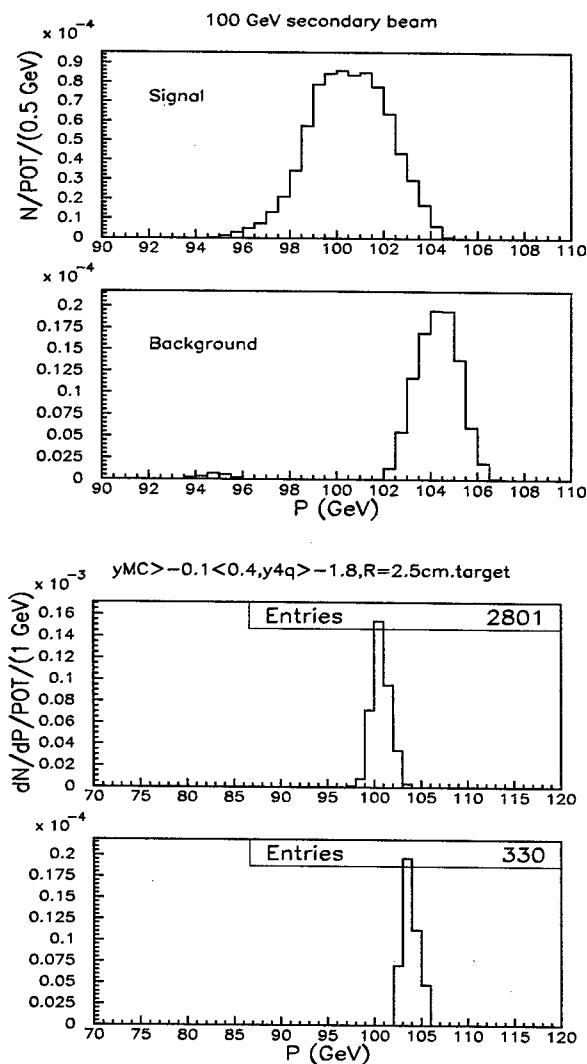 100 GeV secondary beam
x 10^-4
N/POT/(0.5 GeV)
0.9
0.8
0.7
0.6
0.5
0.4
0.3
0.2
0.1
0
Signal
90 92 94 96 98 100 102 104 106 108 110
x 10^-4
0.2
0.175
0.15
0.125
0.1
0.075
0.05
0.025
0
Background
90 92 94 96 98 100 102 104 106 108 110
P (GeV)
yMC>-0.1<0.4,y4q>-1.8,R=2.5cm.target
x 10^-3
dN/dP/POT/(1 GeV)
0.16
0.14
0.12
0.1
0.08
0.06
0.04
0.02
0
Entries 2801
70 75 80 85 90 95 100 105 110 115 120
x 10^-4
0.2
0.175
0.15
0.125
0.1
0.075
0.05
0.025
0
Entries 330
70 75 80 85 90 95 100 105 110 115 120
P (GeV)